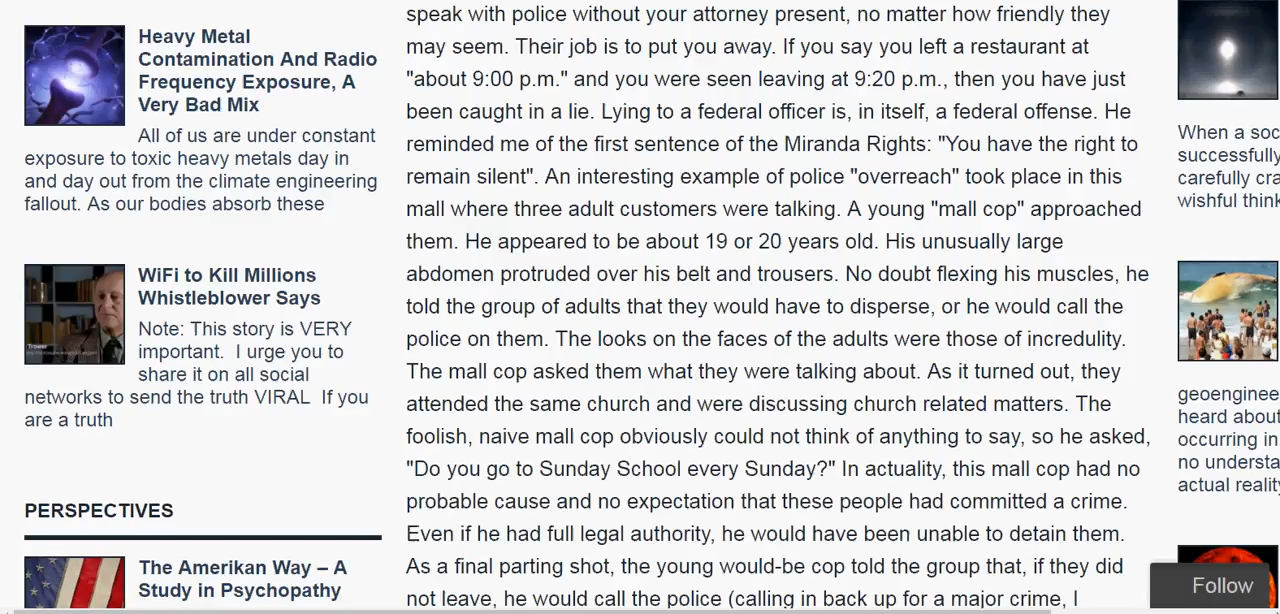 Heavy Metal
Contamination And Radio
Frequency Exposure, A
Very Bad Mix
All of us are under constant
exposure to toxic heavy metals day in
and day out from the climate engineering
fallout. As our bodies absorb these
WiFi to Kill Millions
Whistleblower Says
Note: This story is VERY
important.  I urge you to
share it on all social
networks to send the truth VIRAL  If you
are a truth
PERSPECTIVES
The Amerikan Way – A
Study in Psychopathy
speak with police without your attorney present, no matter how friendly they
may seem. Their job is to put you away. If you say you left a restaurant at
"about 9:00 p.m." and you were seen leaving at 9:20 p.m., then you have just
been caught in a lie. Lying to a federal officer is, in itself, a federal offense. He
reminded me of the first sentence of the Miranda Rights: "You have the right to
remain silent". An interesting example of police "overreach" took place in this
mall where three adult customers were talking. A young "mall cop" approached
them. He appeared to be about 19 or 20 years old. His unusually large
abdomen protruded over his belt and trousers. No doubt flexing his muscles, he
told the group of adults that they would have to disperse, or he would call the
police on them. The looks on the faces of the adults were those of incredulity.
The mall cop asked them what they were talking about. As it turned out, they
attended the same church and were discussing church related matters. The
foolish, naive mall cop obviously could not think of anything to say, so he asked,
"Do you go to Sunday School every Sunday?" In actuality, this mall cop had no
probable cause and no expectation that these people had committed a crime.
Even if he had full legal authority, he would have been unable to detain them.
As a final parting shot, the young would-be cop told the group that, if they did
not leave, he would call the police (calling in back up for a major crime, I
When a soc
successfully
carefully cra
wishful think
geoenginee
heard about
occurring in
no understa
actual reality
Follow